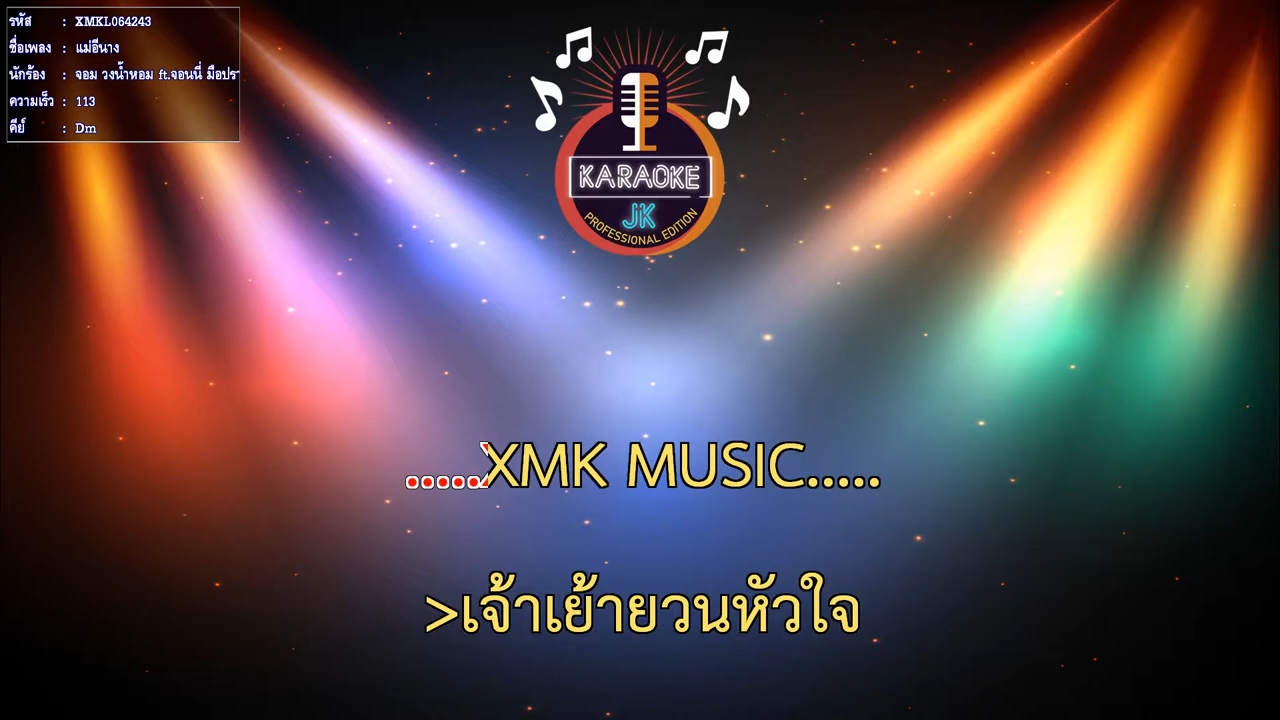 รหัส : XMKL064243
ชื่อเพลง : แม่อีนาง
นักร้อง : จอม วงน้ำหอม ft.จอนนี่ มือปรา
ความเร็ว : 113
คีย์ : Dm
KARAOKE
JK
PROFESSIONAL EDITION
.....XMK MUSIC.....
>เจ้าเย้ายวนหัวใจ